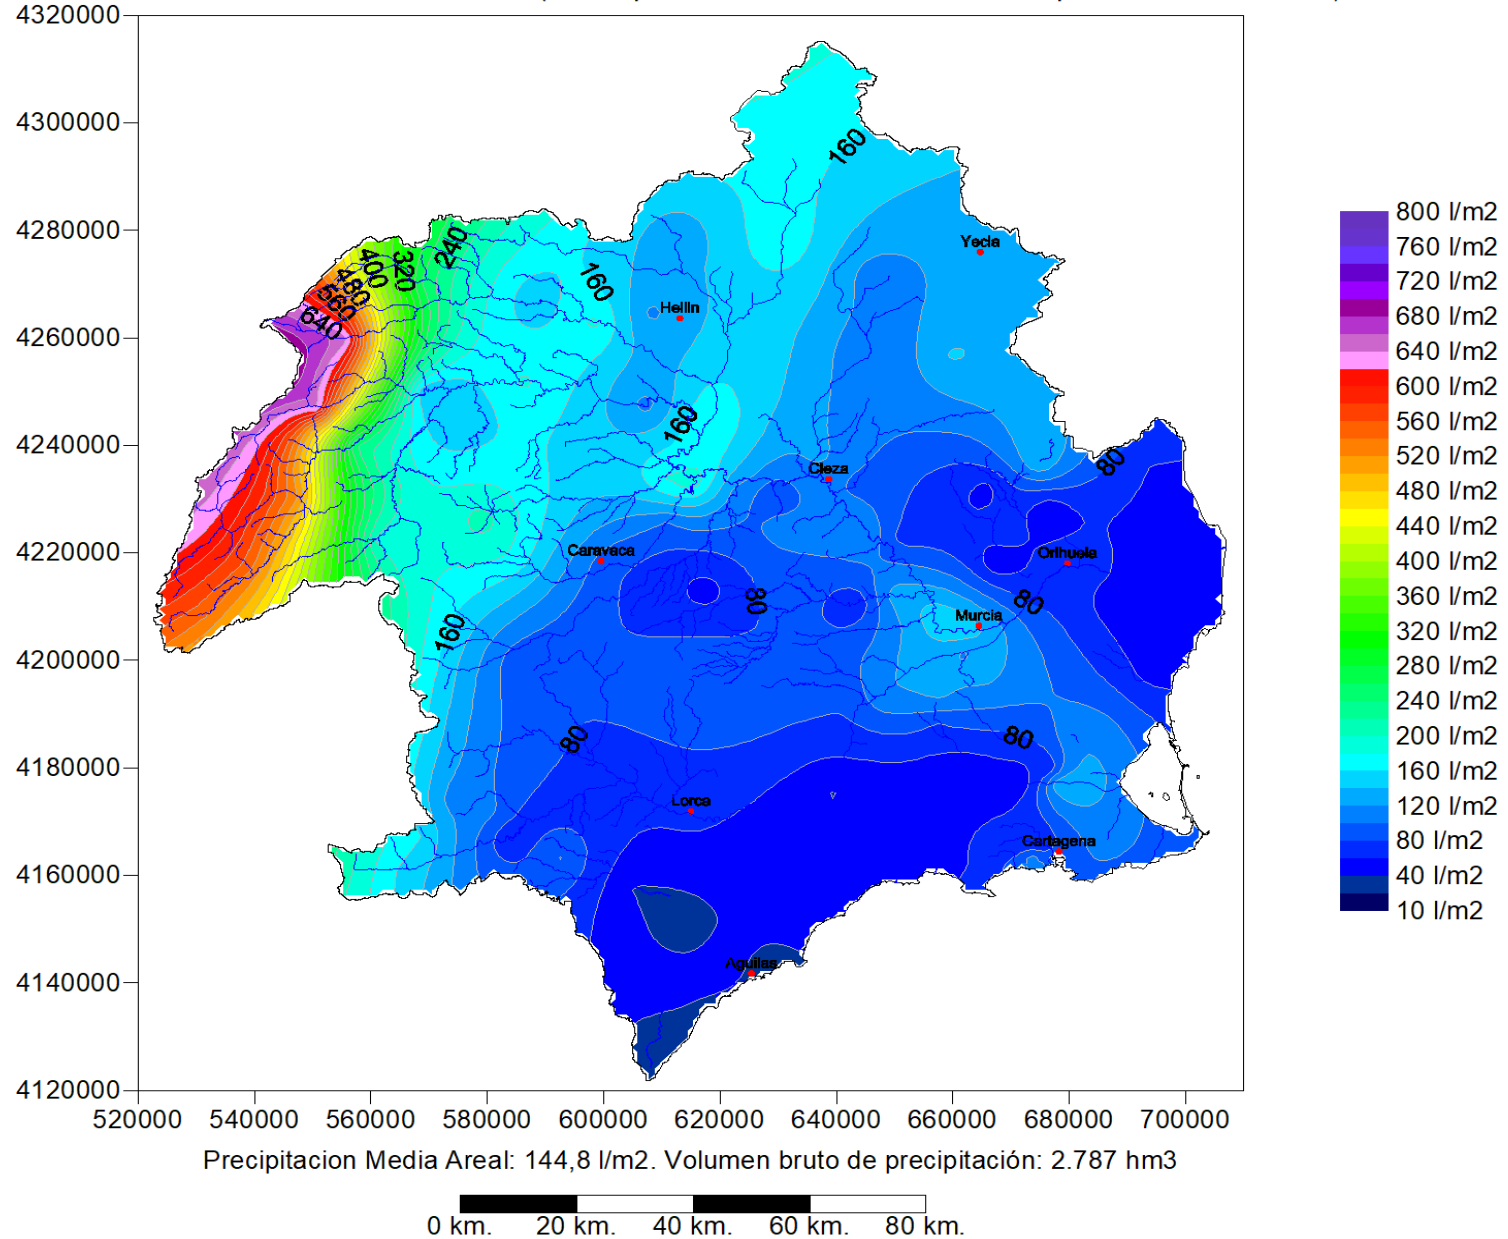 4320000
4300000
160
4280000
240
Yecla
400
320
480
160
560
Hellin
640
4260000
160
4240000
80
Cieza
4220000
Caravaca
Orihuela
80
80
Murcia
160
4200000
80
80
4180000
Lorca
Cartagena
4160000
Aguilas
4140000
4120000
520000 540000 560000 580000 600000 620000 640000 660000 680000 700000
800 l/m2
760 l/m2
720 l/m2
680 l/m2
640 l/m2
600 l/m2
560 l/m2
520 l/m2
480 l/m2
440 l/m2
400 l/m2
360 l/m2
320 l/m2
280 l/m2
240 l/m2
200 l/m2
160 l/m2
120 l/m2
80 l/m2
40 l/m2
10 l/m2
Precipitacion Media Areal: 144,8 l/m2. Volumen bruto de precipitación: 2.787 hm3
0 km. 20 km. 40 km. 60 km. 80 km.